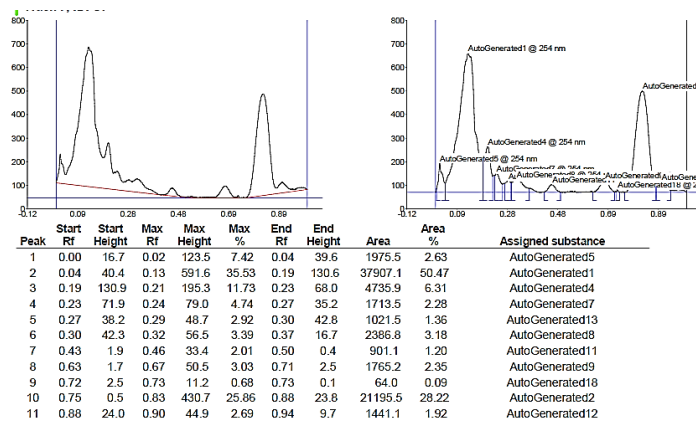 800
700
600
500
400
300
200
100
0
-0.12 0.09 0.28 0.48 0.69 0.89
800
700
600
500
400
300
200
100
0
-0.12 0.09 0.28 0.48 0.69 0.89
AutoGenerated1 @ 254 nm
AutoGenerated
AutoGenerated4 @ 254 nm
AutoGenerated5 @ 254 nm
Peak Start Rf Start Height Max Rf Max Height Max % End Rf End Height Area Area % Assigned substance
1 0.00 16.7 0.02 123.5 7.42 0.04 39.6 1975.5 2.63 AutoGenerated5
2 0.04 40.4 0.13 591.6 35.53 0.19 130.6 37907.1 50.47 AutoGenerated1
3 0.19 130.9 0.21 195.3 11.73 0.23 68.0 4735.9 6.31 AutoGenerated4
4 0.23 71.9 0.24 79.0 4.74 0.27 35.2 1713.5 2.28 AutoGenerated7
5 0.27 38.2 0.29 48.7 2.92 0.30 42.8 1021.5 1.36 AutoGenerated13
6 0.30 42.3 0.32 56.5 3.39 0.37 16.7 2386.8 3.18 AutoGenerated8
7 0.43 1.9 0.46 33.4 2.01 0.50 0.4 901.1 1.20 AutoGenerated11
8 0.63 1.7 0.67 50.5 3.03 0.71 2.5 1765.2 2.35 AutoGenerated9
9 0.72 2.5 0.73 11.2 0.68 0.73 0.1 64.0 0.09 AutoGenerated18
10 0.75 0.5 0.83 430.7 25.86 0.88 23.8 21195.5 28.22 AutoGenerated2
11 0.88 24.0 0.90 44.9 2.69 0.94 9.7 1441.1 1.92 AutoGenerated12